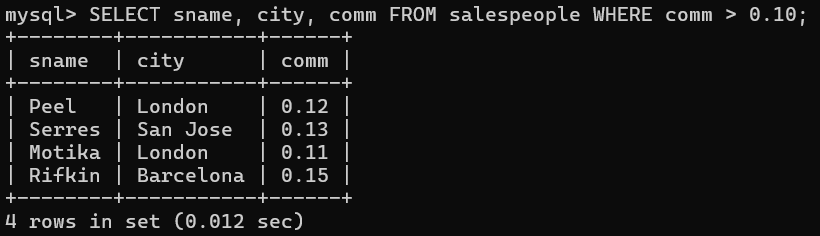 mysql> SELECT sname, city, comm FROM salespeople WHERE comm > 0.10;
+--------+-----------+------+
| sname  | city      | comm |
+--------+-----------+------+
| Peel   | London    | 0.12 |
| Serres | San Jose  | 0.13 |
| Motika | London    | 0.11 |
| Rifkin | Barcelona | 0.15 |
+--------+-----------+------+
4 rows in set (0.012 sec)